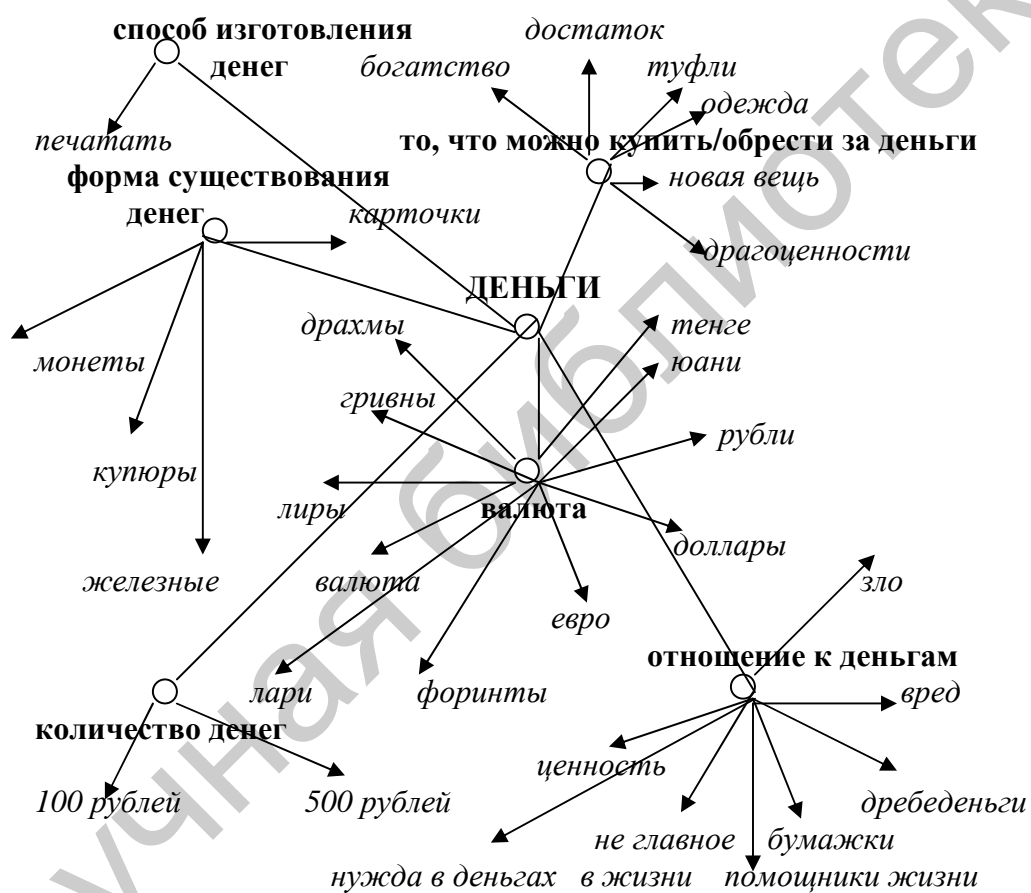 способ изготовления
денег
достаток
богатство
туфли
одежда
печатать
то, что можно купить/обрести за деньги
форма существования
денег
новая вещь
карточки
драгоценности
ДЕНЬГИ
драхмы
тенге
монеты
юани
гривны
рубли
купюры
лиры
валюта
доллары
железные
валюта
зло
евро
отношение к деньгам
лари
форинты
вред
количество денег
ценность
100 рублей
500 рублей
дребеденьги
не главное
бумажки
нужда в деньгах
в жизни
помощники жизни
учная библиотек